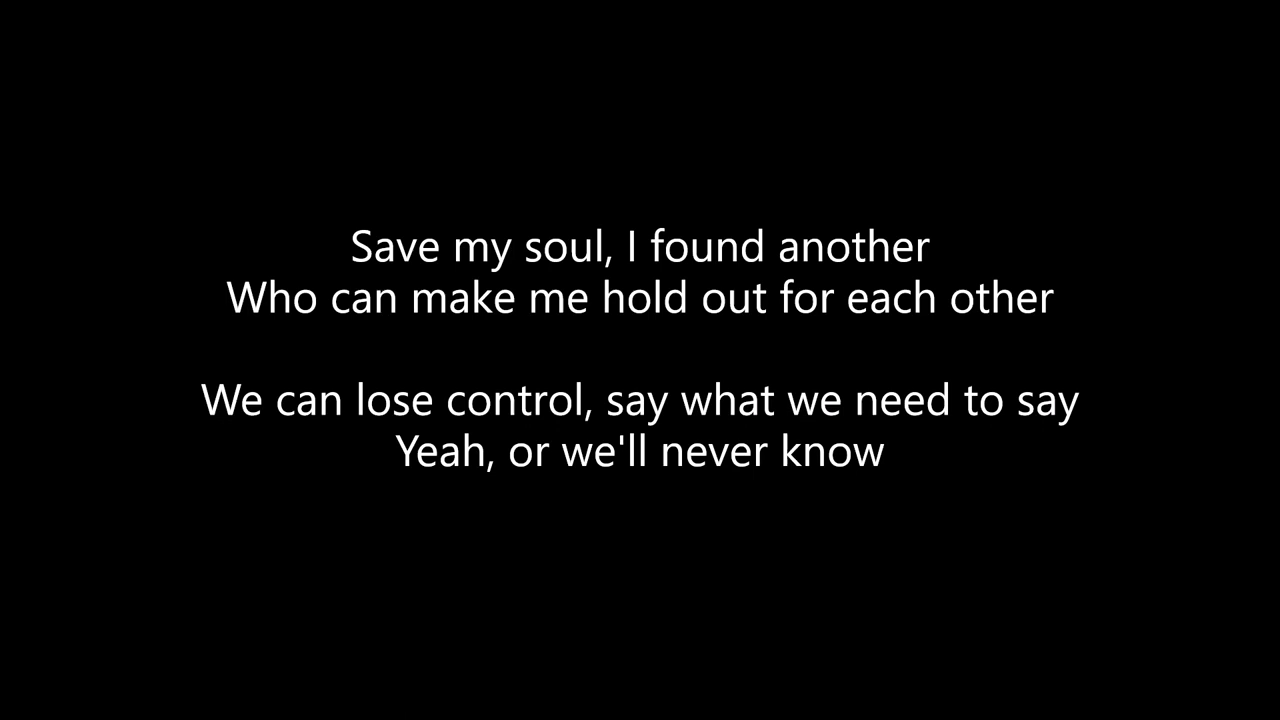 Save my soul, I found another
Who can make me hold out for each other
We can lose control, say what we need to say
Yeah, or we'll never know